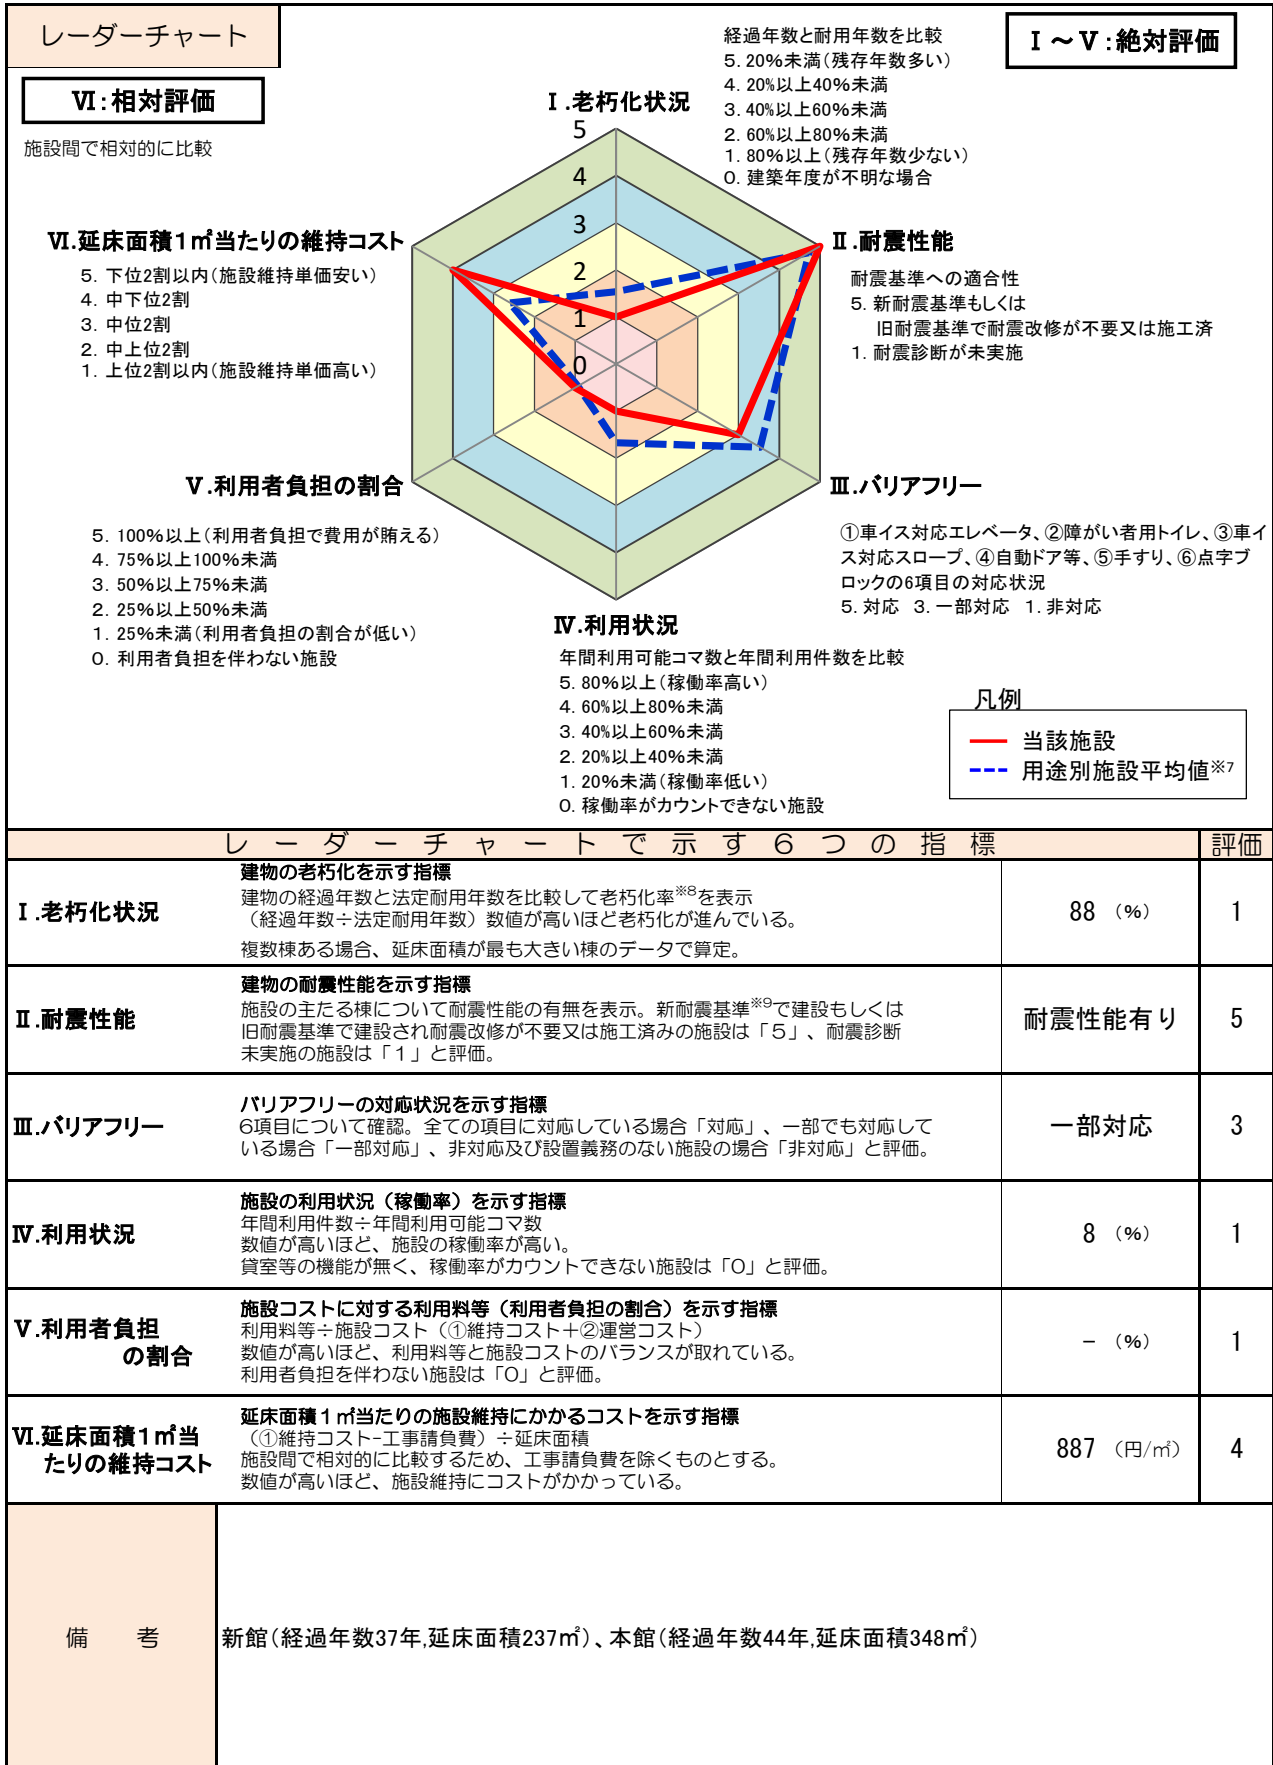 レーダーチャート
Ⅰ～Ⅴ:絶対評価
Ⅵ:相対評価
施設間で相対的に比較
Ⅰ.老朽化状況
経過年数と耐用年数を比較
5. 20%未満(残存年数多い)
4. 20%以上40%未満
3. 40%以上60%未満
2. 60%以上80%未満
1. 80%以上(残存年数少ない)
0. 建築年度が不明な場合
5
4
3
2
1
0
Ⅱ.耐震性能
耐震基準への適合性
5. 新耐震基準もしくは
旧耐震基準で耐震改修が不要又は施工済
1. 耐震診断が未実施
Ⅵ.延床面積1㎡当たりの維持コスト
5. 下位2割以内(施設維持単価安い)
4. 中下位2割
3. 中位2割
2. 中上位2割
1. 上位2割以内(施設維持単価高い)
Ⅲ.バリアフリー
①車イス対応エレベータ、②障がい者用トイレ、③車イ
ス対応スロープ、④自動ドア等、⑤手すり、⑥点字ブ
ロックの6項目の対応状況
5. 対応 3. 一部対応 1. 非対応
Ⅴ.利用者負担の割合
5. 100%以上(利用者負担で費用が賄える)
4. 75%以上100%未満
3. 50%以上75%未満
2. 25%以上50%未満
1. 25%未満(利用者負担の割合が低い)
0. 利用者負担を伴わない施設
Ⅳ.利用状況
年間利用可能コマ数と年間利用件数を比較
5. 80%以上(稼働率高い)
4. 60%以上80%未満
3. 40%以上60%未満
2. 20%以上40%未満
1. 20%未満(稼働率低い)
0. 稼働率がカウントできない施設
凡例
当該施設
用途別施設平均値※7
レーダーチャートで示す6つの指標 評価
Ⅰ.老朽化状況
建物の老朽化を示す指標
建物の経過年数と法定耐用年数を比較して老朽化率※8を表示
(経過年数÷法定耐用年数)数値が高いほど老朽化が進んでいる。
複数棟ある場合、延床面積が最も大きい棟のデータで算定。
88 (%) 1
Ⅱ.耐震性能
建物の耐震性能を示す指標
施設の主たる棟について耐震性能の有無を表示。新耐震基準※9で建設もしくは
旧耐震基準で建設され耐震改修が不要又は施工済みの施設は「5」、耐震診断
未実施の施設は「1」と評価。
耐震性能有り 5
Ⅲ.バリアフリー
バリアフリーの対応状況を示す指標
6項目について確認。全ての項目に対応している場合「対応」、一部でも対応して
いる場合「一部対応」、非対応及び設置義務のない施設の場合「非対応」と評価。
一部対応 3
Ⅳ.利用状況
施設の利用状況(稼働率)を示す指標
年間利用件数÷年間利用可能コマ数
数値が高いほど、施設の稼働率が高い。
貸室等の機能が無く、稼働率がカウントできない施設は「0」と評価。
8 (%) 1
Ⅴ.利用者負担
の割合
施設コストに対する利用料等(利用者負担の割合)を示す指標
利用料等÷施設コスト(①維持コスト+②運営コスト)
数値が高いほど、利用料等と施設コストのバランスが取れている。
利用者負担を伴わない施設は「0」と評価。
- (%) 1
Ⅵ.延床面積1㎡当
たりの維持コスト
延床面積1㎡当たりの施設維持にかかるコストを示す指標
(①維持コスト-工事請負費)÷延床面積
施設間で相対的に比較するため、工事請負費を除くものとする。
数値が高いほど、施設維持にコストがかかっている。
887 (円/㎡) 4
備 考
新館(経過年数37年,延床面積237㎡)、本館(経過年数44年,延床面積348㎡)